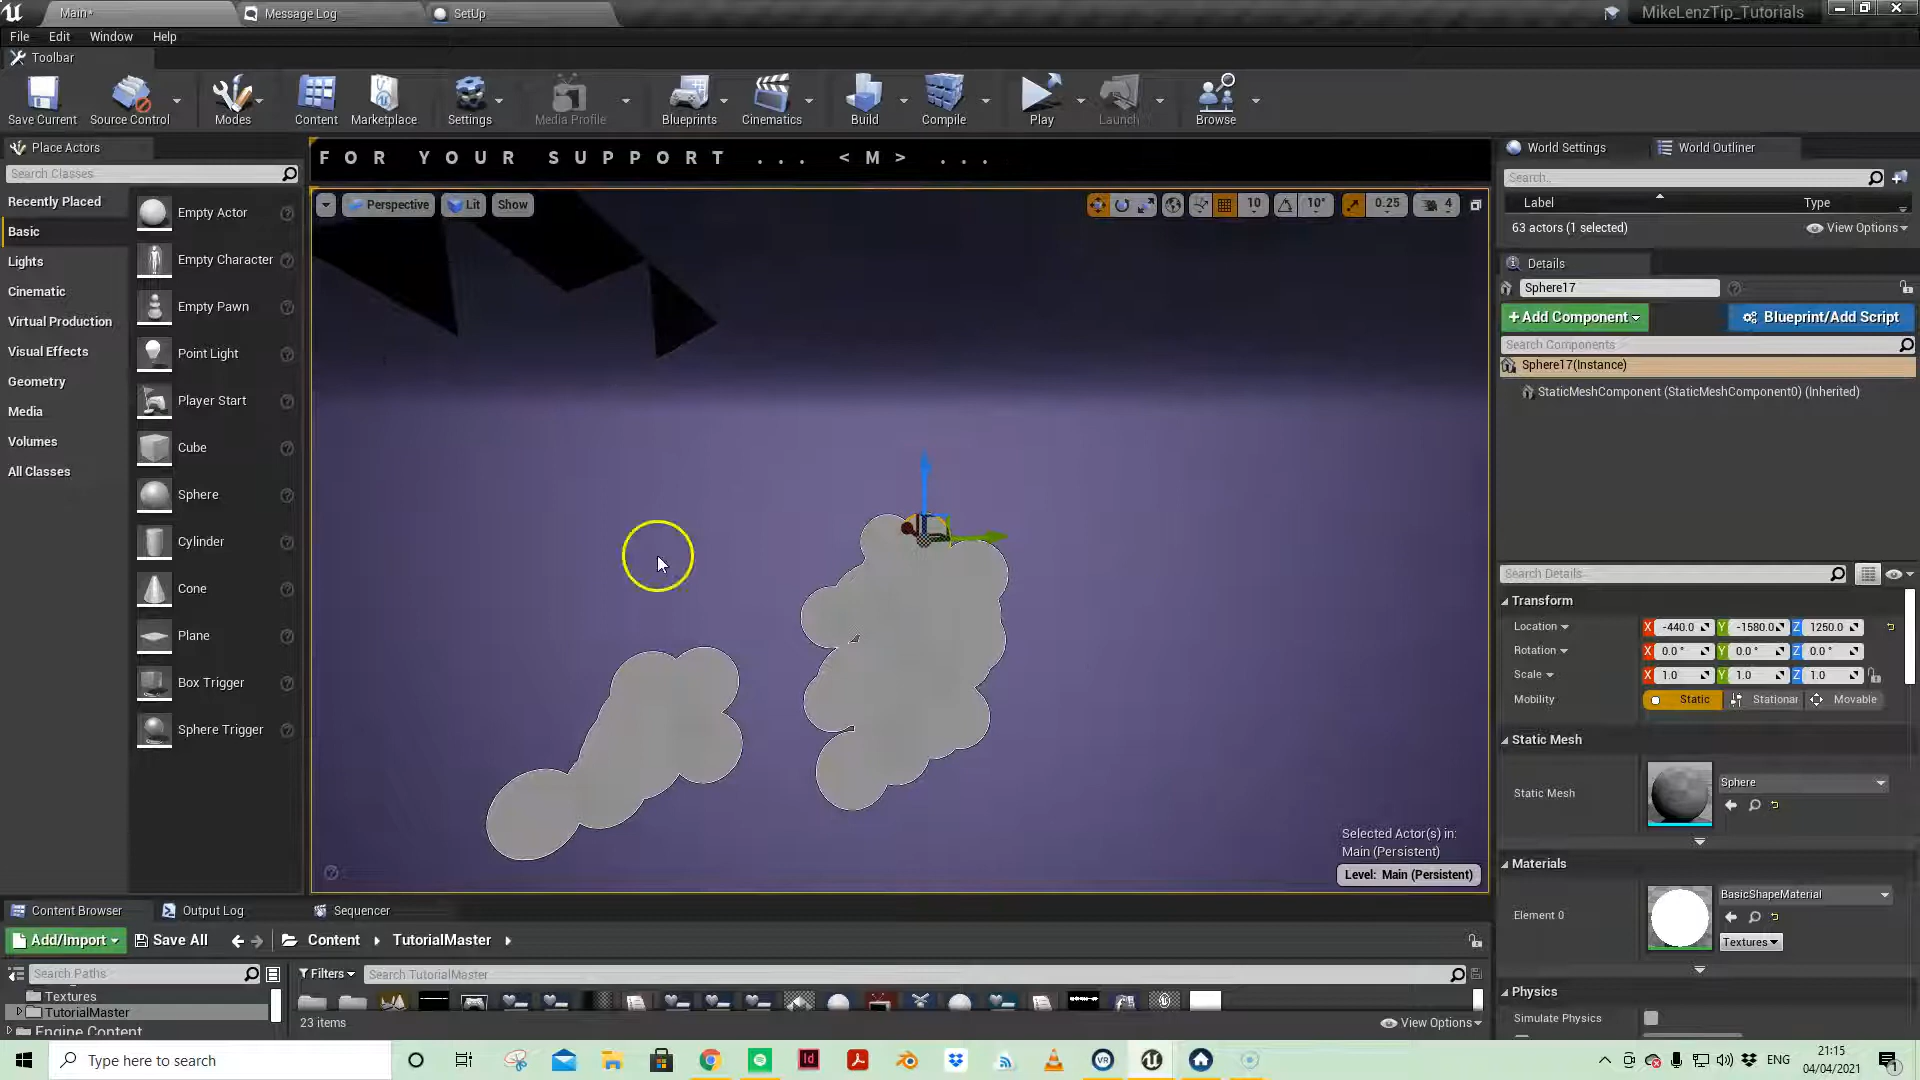 Main*
Message Log
SetUp
MikeLenzTip_Tutorials
File Edit Window Help
Toolbar
Save Current
Source Control
Modes
Content
Marketplace
Settings
Media Profile
Blueprints
Cinematics
Build
Compile
Play
Launch
Browse
Place Actors
Search Classes
Recently Placed
Basic
Lights
Cinematic
Virtual Production
Visual Effects
Geometry
Media
Volumes
All Classes
Empty Actor
Empty Character
Empty Pawn
Point Light
Player Start
Cube
Sphere
Cylinder
Cone
Plane
Box Trigger
Sphere Trigger
FOR YOUR SUPPORT ... <M> ...
Perspective Lit Show
10 10° 0.25 4
Selected Actor(s) in:
Main (Persistent)
Level: Main (Persistent)
World Settings World Outliner
Search..
Label Type
63 actors (1 selected) View Options
Details
Sphere17
+Add Component Blueprint/Add Script
Search Components
Sphere17(Instance)
StaticMeshComponent (StaticMeshComponent0) (Inherited)
Search Details
Transform
Location X -440.0 Y -1580.0 Z 1250.0
Rotation X 0.0° Y 0.0° Z 0.0°
Scale X 1.0 Y 1.0 Z 1.0
Mobility Static Stationar Movable
Static Mesh
Static Mesh Sphere
Materials
Element 0 BasicShapeMaterial
Textures
Physics
Simulate Physics
Content Browser Output Log Sequencer
Add/Import Save All Content TutorialMaster
Search Paths Filters Search TutorialMaster
Textures
TutorialMaster
Engine Content
23 items View Options
Type here to search
ENG
21:15
04/04/2021